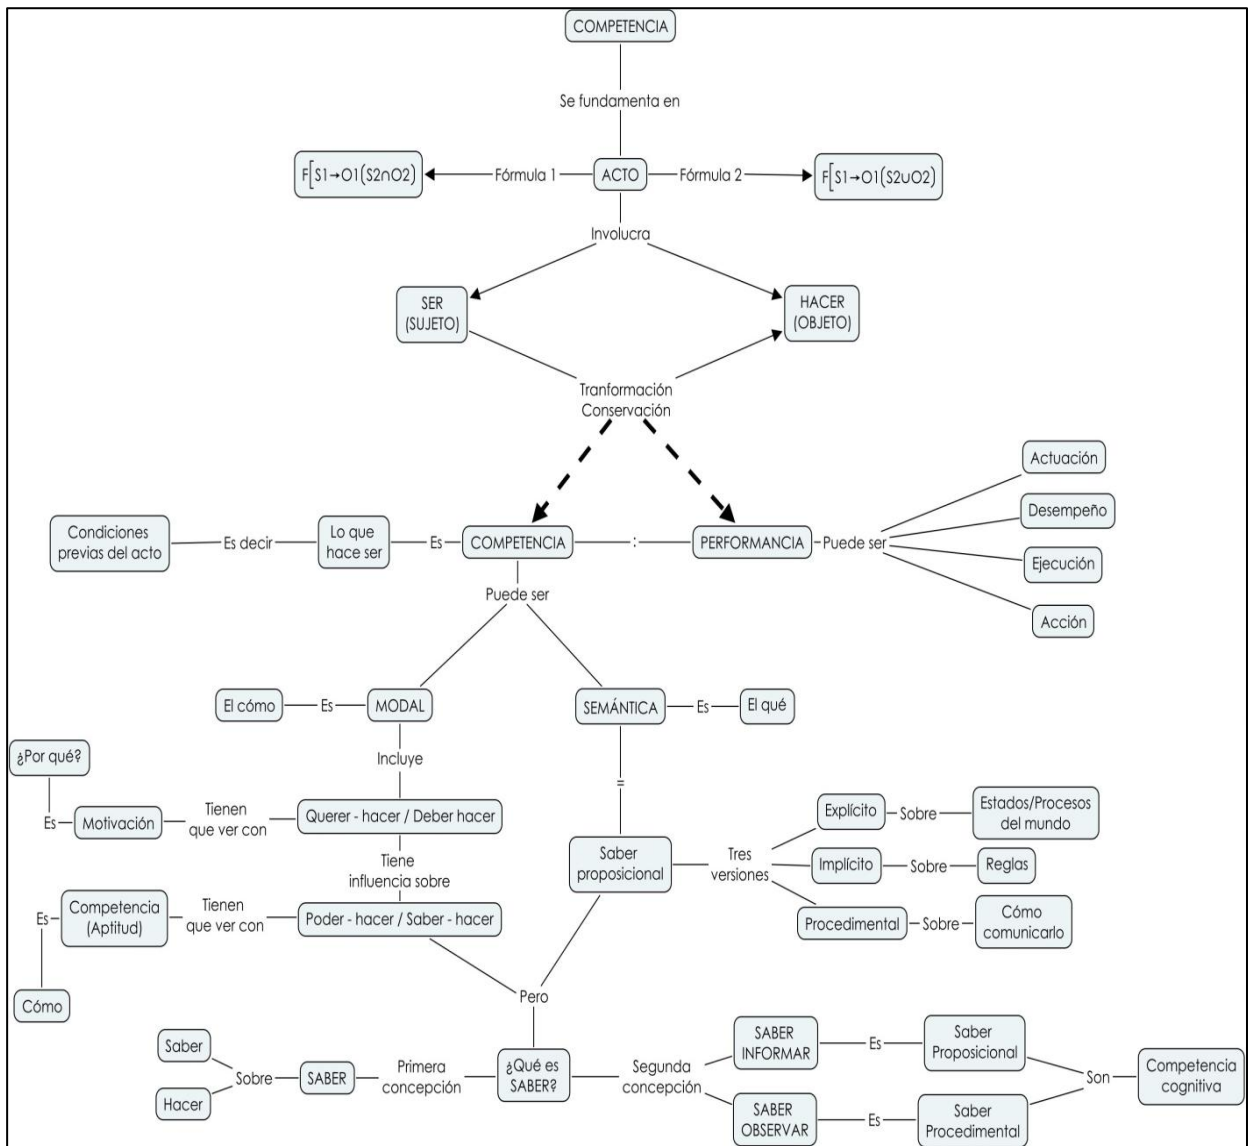 COMPETENCIA
Se fundamenta en
F[S1→O1(S2∩O2)
Fórmula 1
ACTO
Fórmula 2
F[S1→O1(S2∪O2)
Involucra
SER
(SUJETO)
HACER
(OBJETO)
Tranformación
Conservación
Condiciones
previas del acto
Es decir
Lo que
hace ser
Es
COMPETENCIA
:
PERFORMANCIA
Puede ser
Actuación
Desempeño
Ejecución
Acción
Puede ser
El cómo
Es
MODAL
SEMÁNTICA
Es
El qué
¿Por qué?
Incluye
=
Es
Motivación
Tienen
que ver con
Querer - hacer / Deber hacer
Tiene
influencia sobre
Saber
proposicional
Tres
versiones
Explícito
Sobre
Estados/Procesos
del mundo
Implícito
Sobre
Reglas
Procedimental
Sobre
Cómo
comunicarlo
Es
Competencia
(Aptitud)
Tienen
que ver con
Poder - hacer / Saber - hacer
Cómo
Pero
Saber
Hacer
Sobre
SABER
Primera
concepción
¿Qué es
SABER?
Segunda
concepción
SABER
INFORMAR
Es
Saber
Proposicional
SABER
OBSERVAR
Es
Saber
Procedimental
Son
Competencia
cognitiva